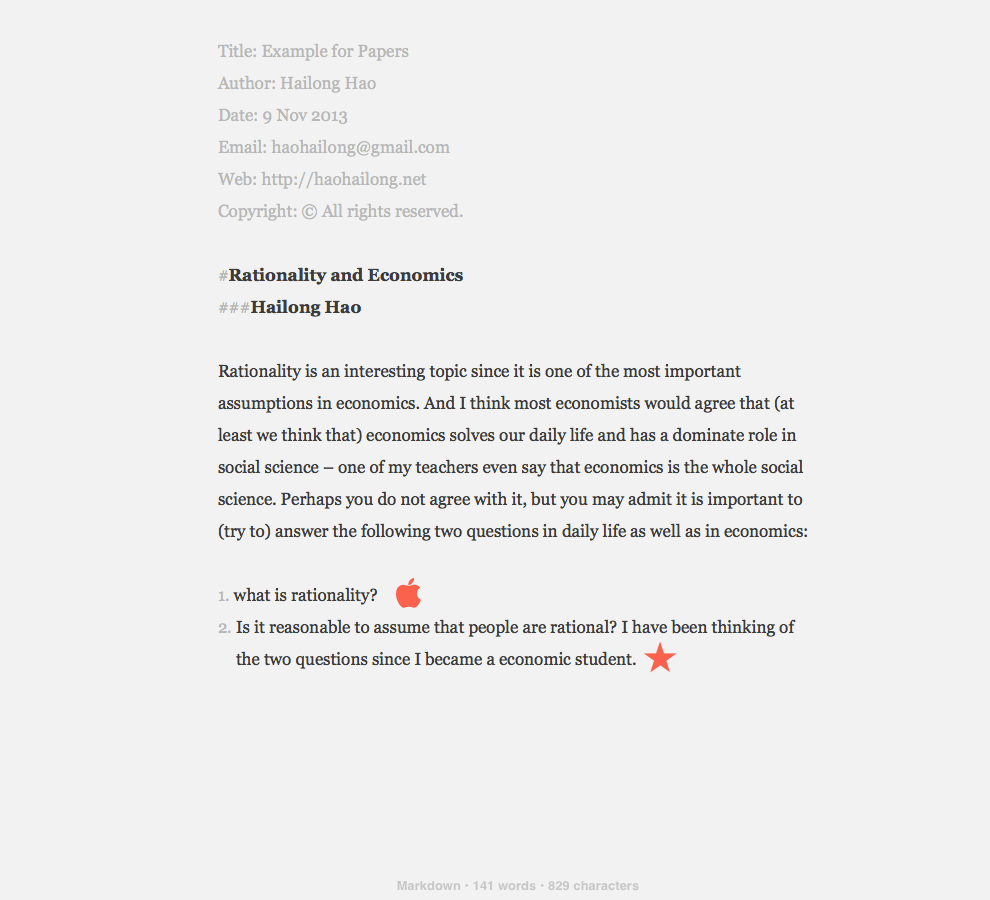 Title: Example for Papers
Author: Hailong Hao
Date: 9 Nov 2013
Email: haohailong@gmail.com
Web: http://haohailong.net
Copyright: © All rights reserved.
#Rationality and Economics
###Hailong Hao
Rationality is an interesting topic since it is one of the most important
assumptions in economics. And I think most economists would agree that (at
least we think that) economics solves our daily life and has a dominate role in
social science – one of my teachers even say that economics is the whole social
science. Perhaps you do not agree with it, but you may admit it is important to
(try to) answer the following two questions in daily life as well as in economics:
1. what is rationality?
2. Is it reasonable to assume that people are rational? I have been thinking of
the two questions since I became a economic student.
Markdown • 141 words • 829 characters